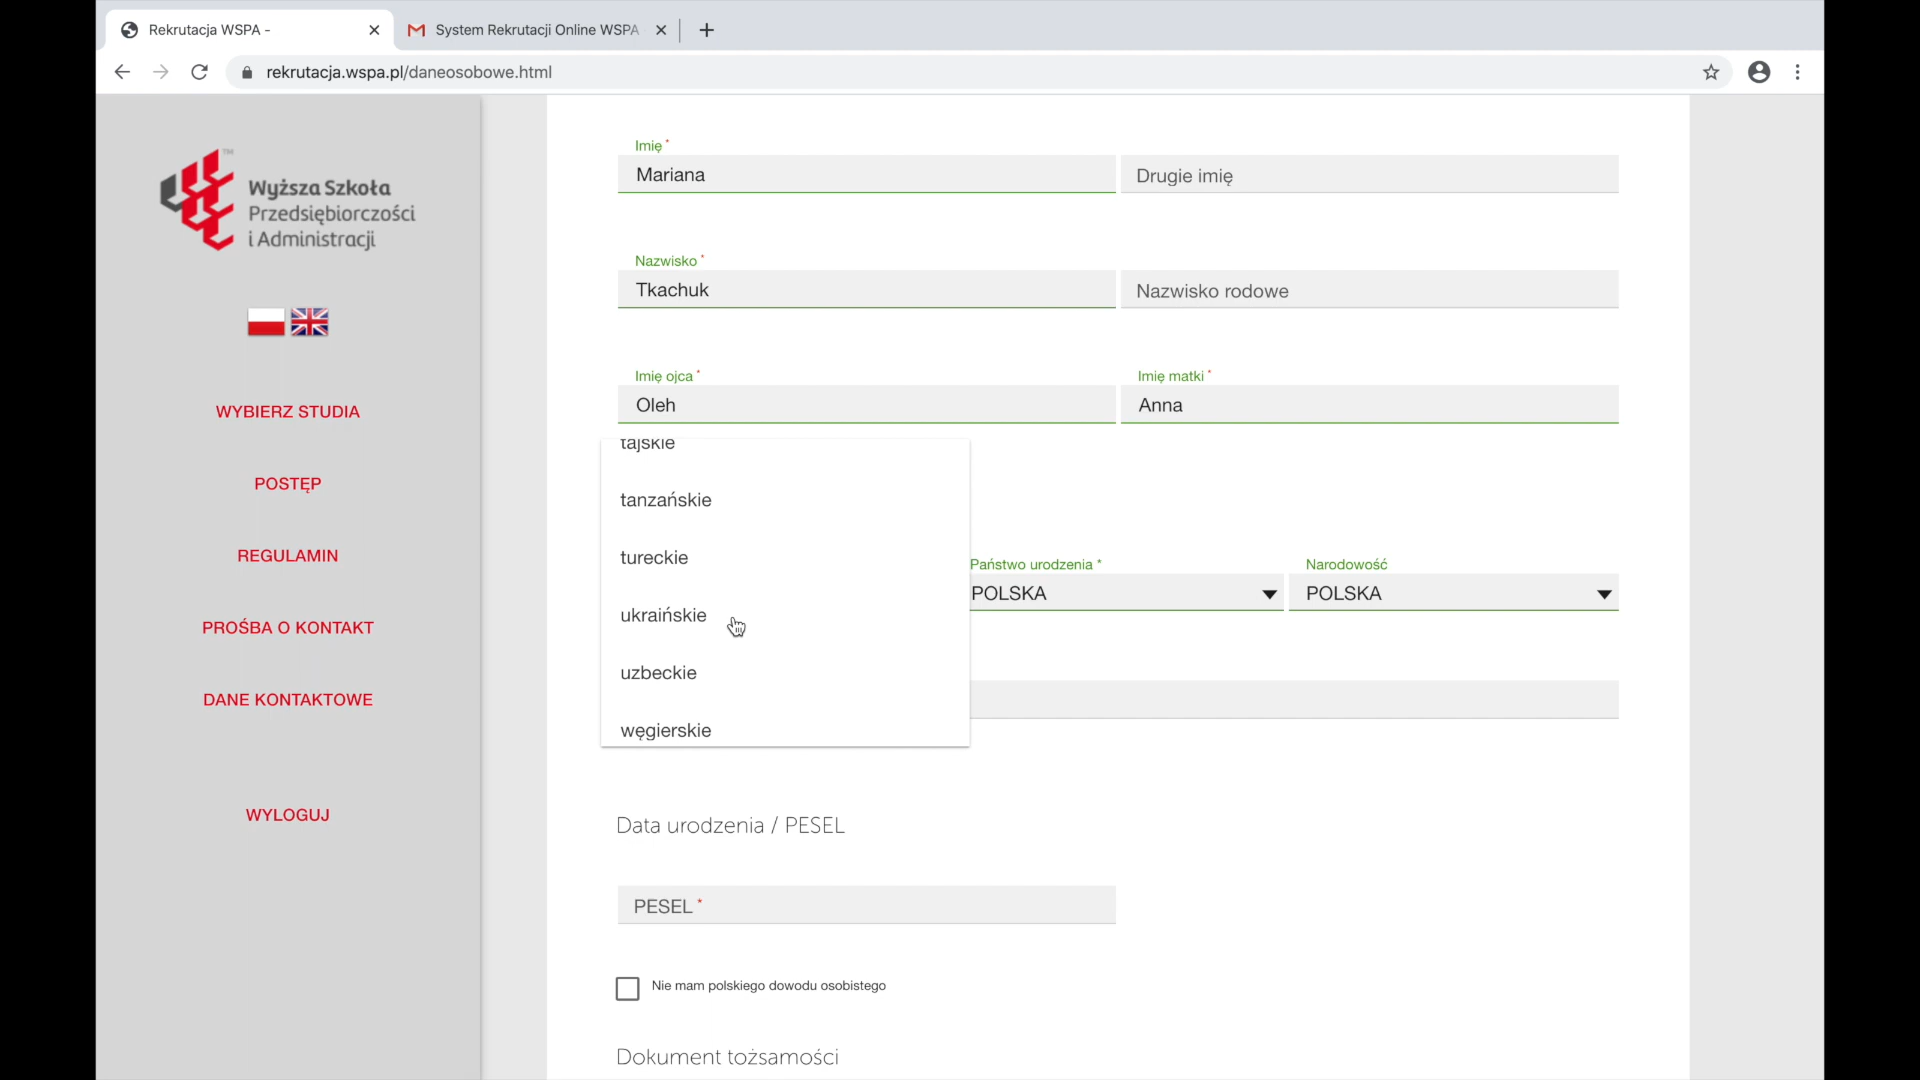 Rekrutacja WSPA -
System Rekrutacji Online WSPA
rekrutacja.wspa.pl/daneosobowe.html
TM
Wyższa Szkoła
Przedsiębiorczości
i Administracji
WYBIERZ STUDIA
POSTĘP
REGULAMIN
PROŚBA O KONTAKT
DANE KONTAKTOWE
WYLOGUJ
Imię *
Mariana
Drugie imię
Nazwisko *
Tkachuk
Nazwisko rodowe
Imię ojca *
Oleh
Imię matki *
Anna
tajskie
tanzańskie
tureckie
ukraińskie
uzbeckie
węgierskie
Państwo urodzenia *
POLSKA
Narodowość
POLSKA
Data urodzenia / PESEL
PESEL *
Nie mam polskiego dowodu osobistego
Dokument tożsamości